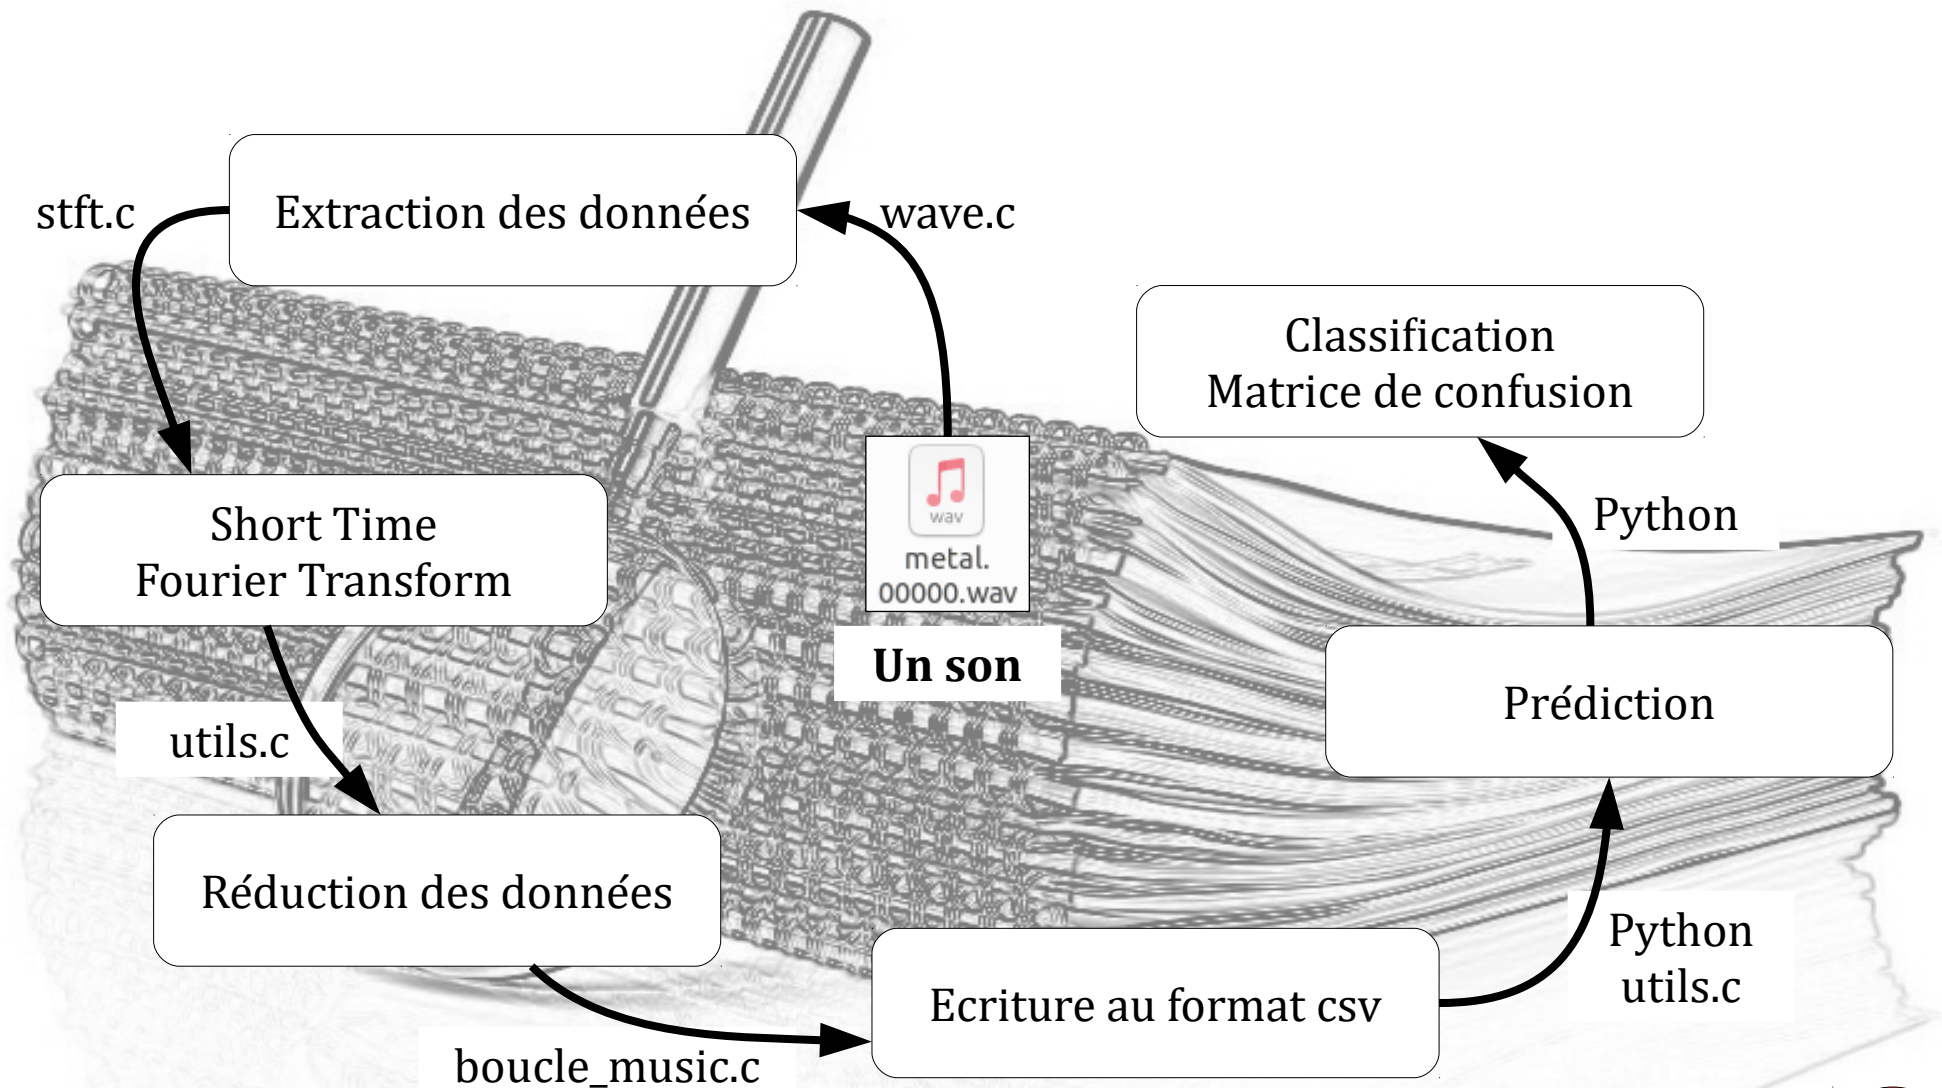 stft.c
Extraction des données
wave.c
Classification
Matrice de confusion
Short Time
Fourier Transform
wav
metal.
00000.wav
Un son
Python
Prédiction
utils.c
Réduction des données
Ecriture au format csv
Python
utils.c
boucle_music.c